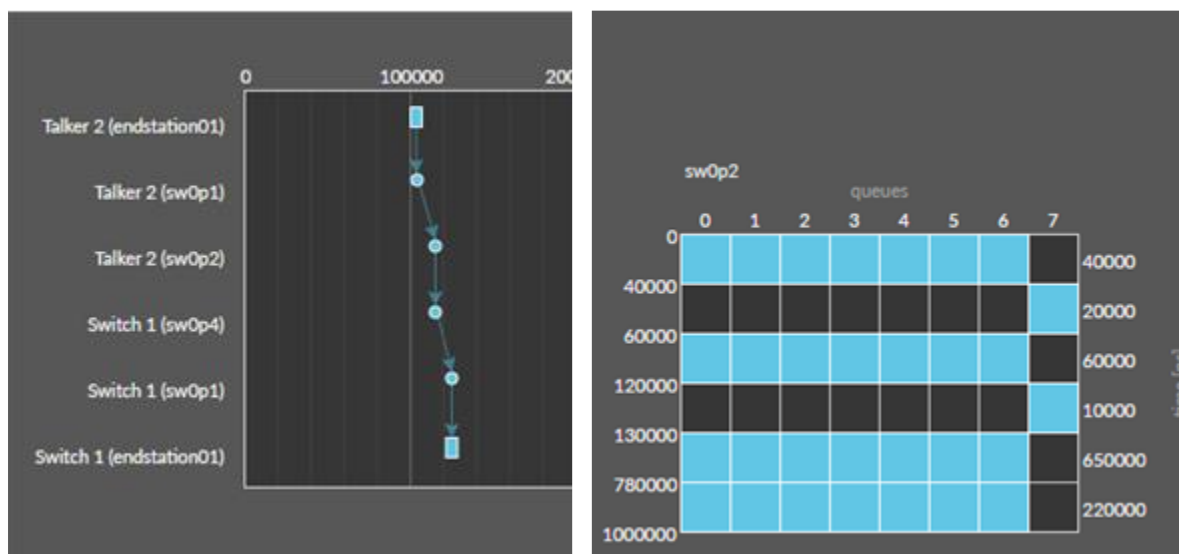 0 100000 200
Talker 2 (endstation01)
Talker 2 (sw0p1)
Talker 2 (sw0p2)
Switch 1 (sw0p4)
Switch 1 (sw0p1)
Switch 1 (endstation01)
sw0p2
queues
0 1 2 3 4 5 6 7
0
40000
40000
20000
60000
60000
120000
10000
130000
650000
780000
220000
1000000